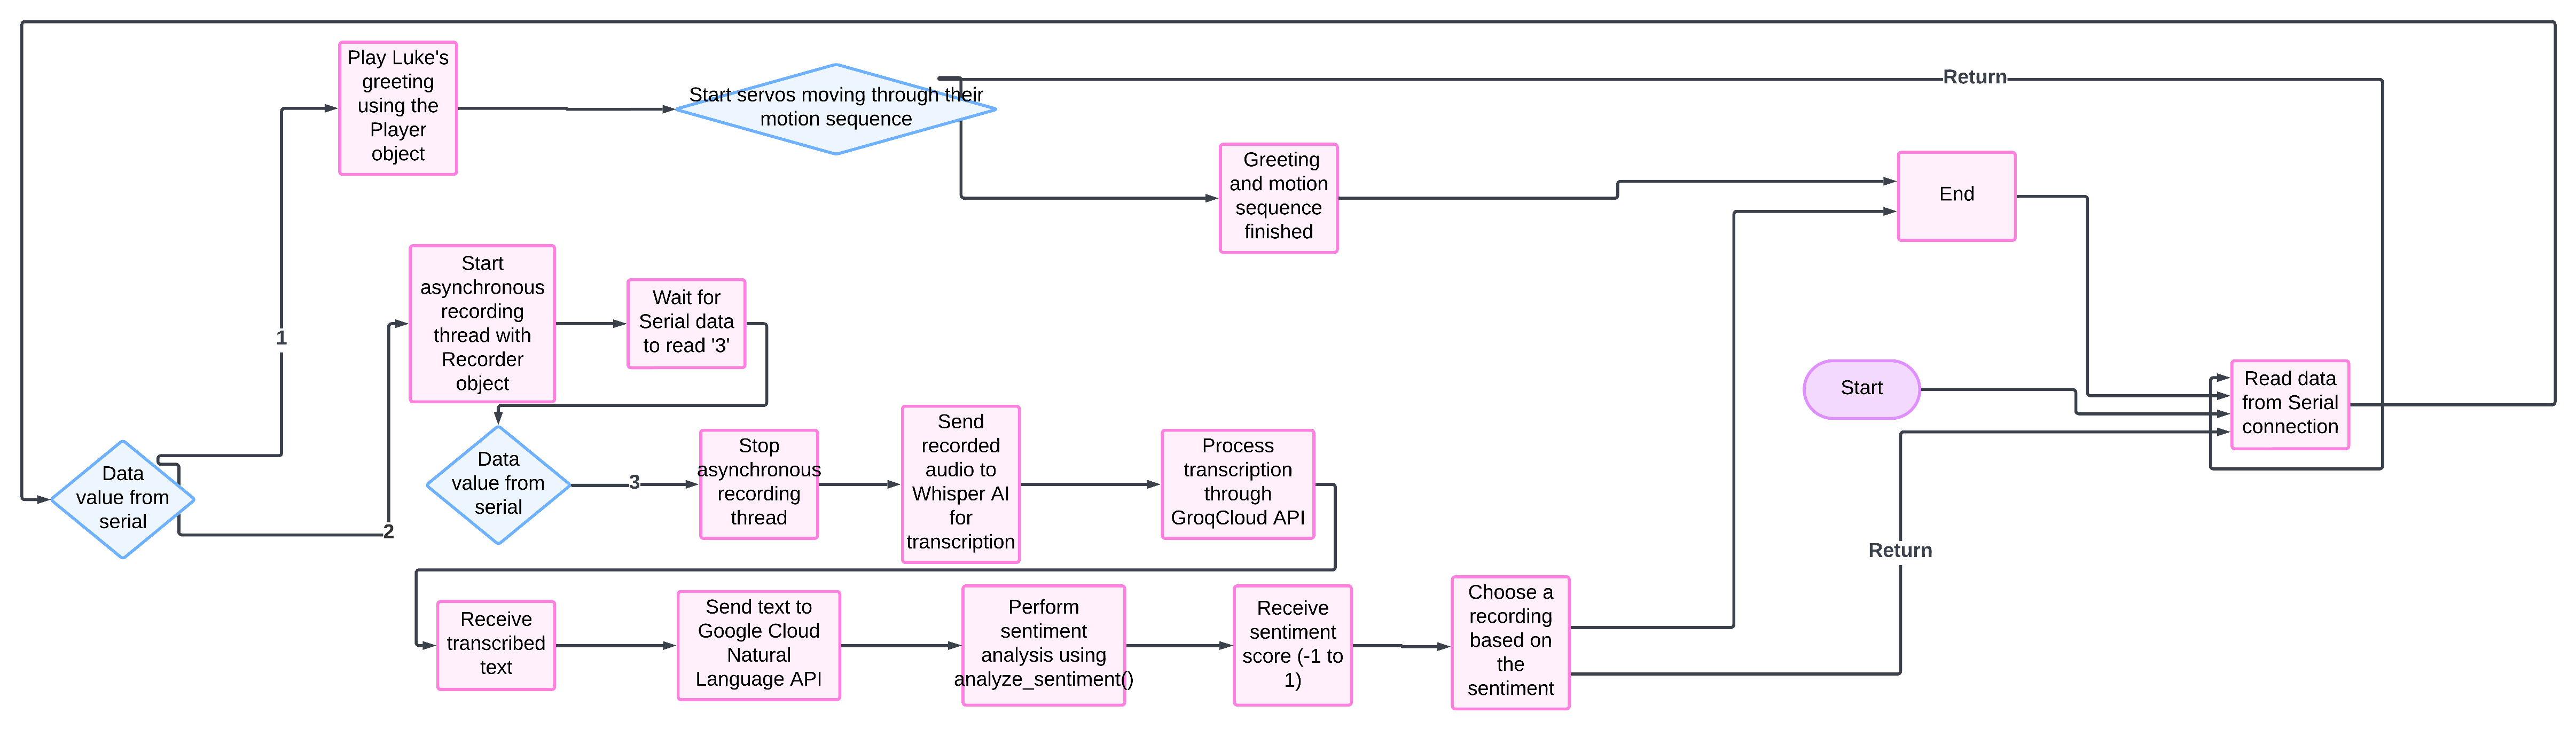 Play Luke's
greeting
using the
Player
object
Start servos moving through their
motion sequence
Return
Greeting
and motion
sequence
finished
End
1
Start
asynchronous
recording
thread with
Recorder
object
Wait for
Serial data
to read '3'
Start
Read data
from Serial
connection
Data
value from
serial
2
Data
value from
serial
3
Stop
asynchronous
recording
thread
Send
recorded
audio to
Whisper AI
for
transcription
Process
transcription
through
GroqCloud API
Return
Receive
transcribed
text
Send text to
Google Cloud
Natural
Language API
Perform
sentiment
analysis using
analyze_sentiment()
Receive
sentiment
score (-1 to
1)
Choose a
recording
based on
the
sentiment